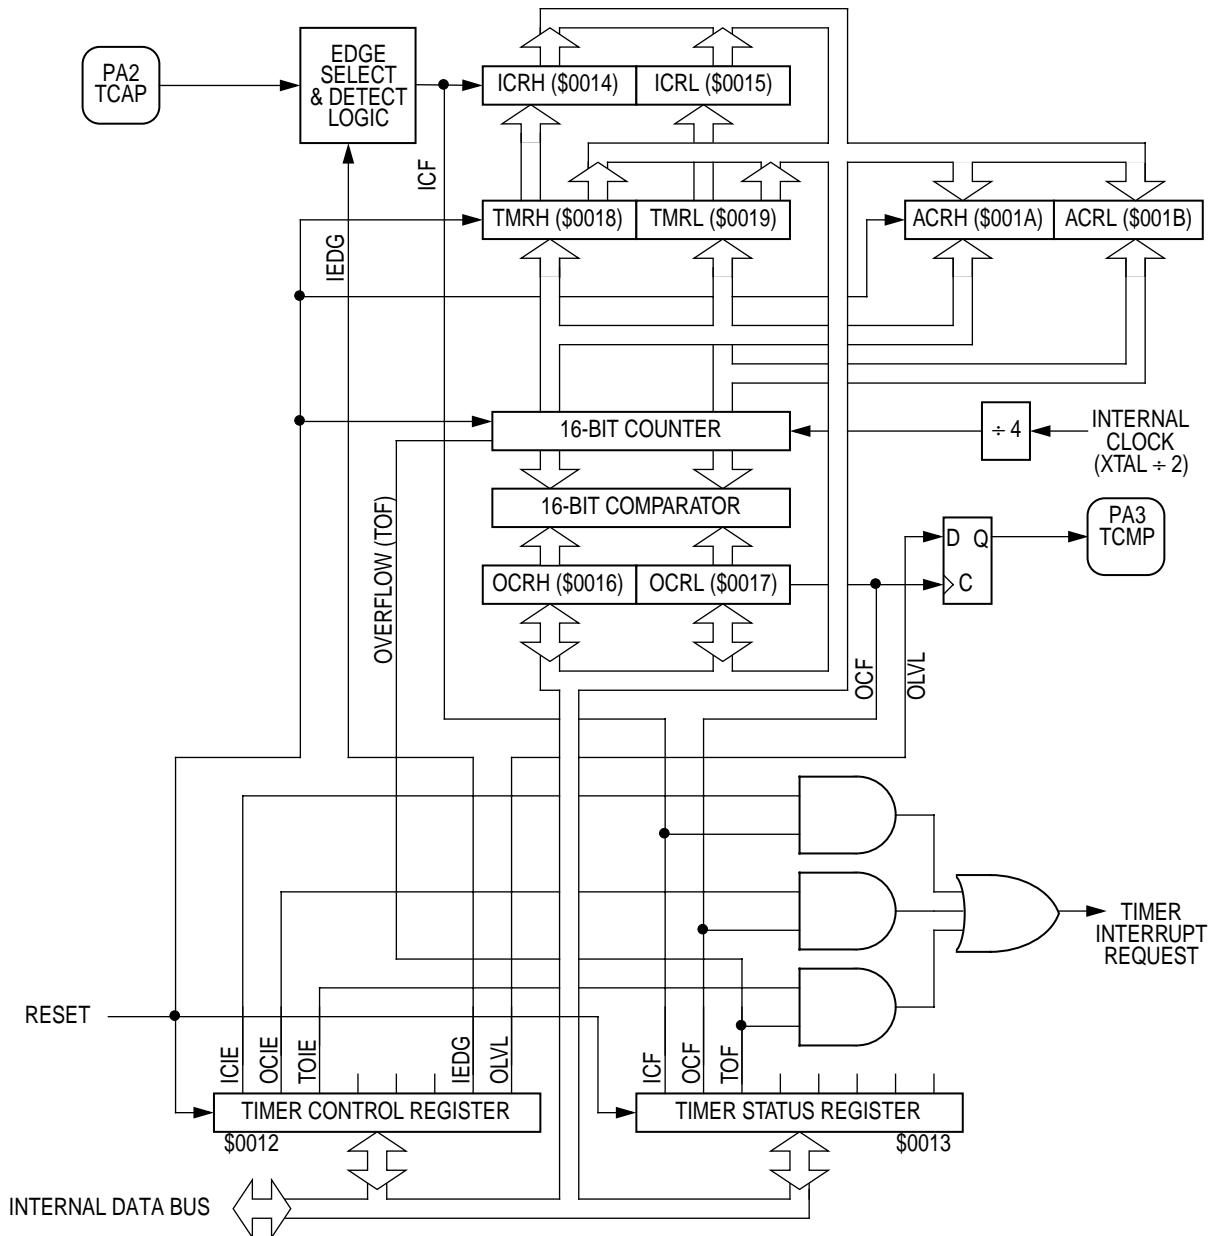 PA2
TCAP
EDGE
SELECT
& DETECT
LOGIC
ICRH ($0014)
ICRL ($0015)
ICF
IEDG
TMRH ($0018)
TMRL ($0019)
ACRH ($001A)
ACRL ($001B)
16-BIT COUNTER
÷ 4
INTERNAL
CLOCK
(XTAL ÷ 2)
OVERFLOW (TOF)
16-BIT COMPARATOR
D Q
C
PA3
TCMP
OCRH ($0016)
OCRL ($0017)
OCF
OLVL
TIMER
INTERRUPT
REQUEST
RESET
ICIE
OCIE
TOIE
IEDG
OLVL
ICF
OCF
TOF
TIMER CONTROL REGISTER
$0012
TIMER STATUS REGISTER
$0013
INTERNAL DATA BUS